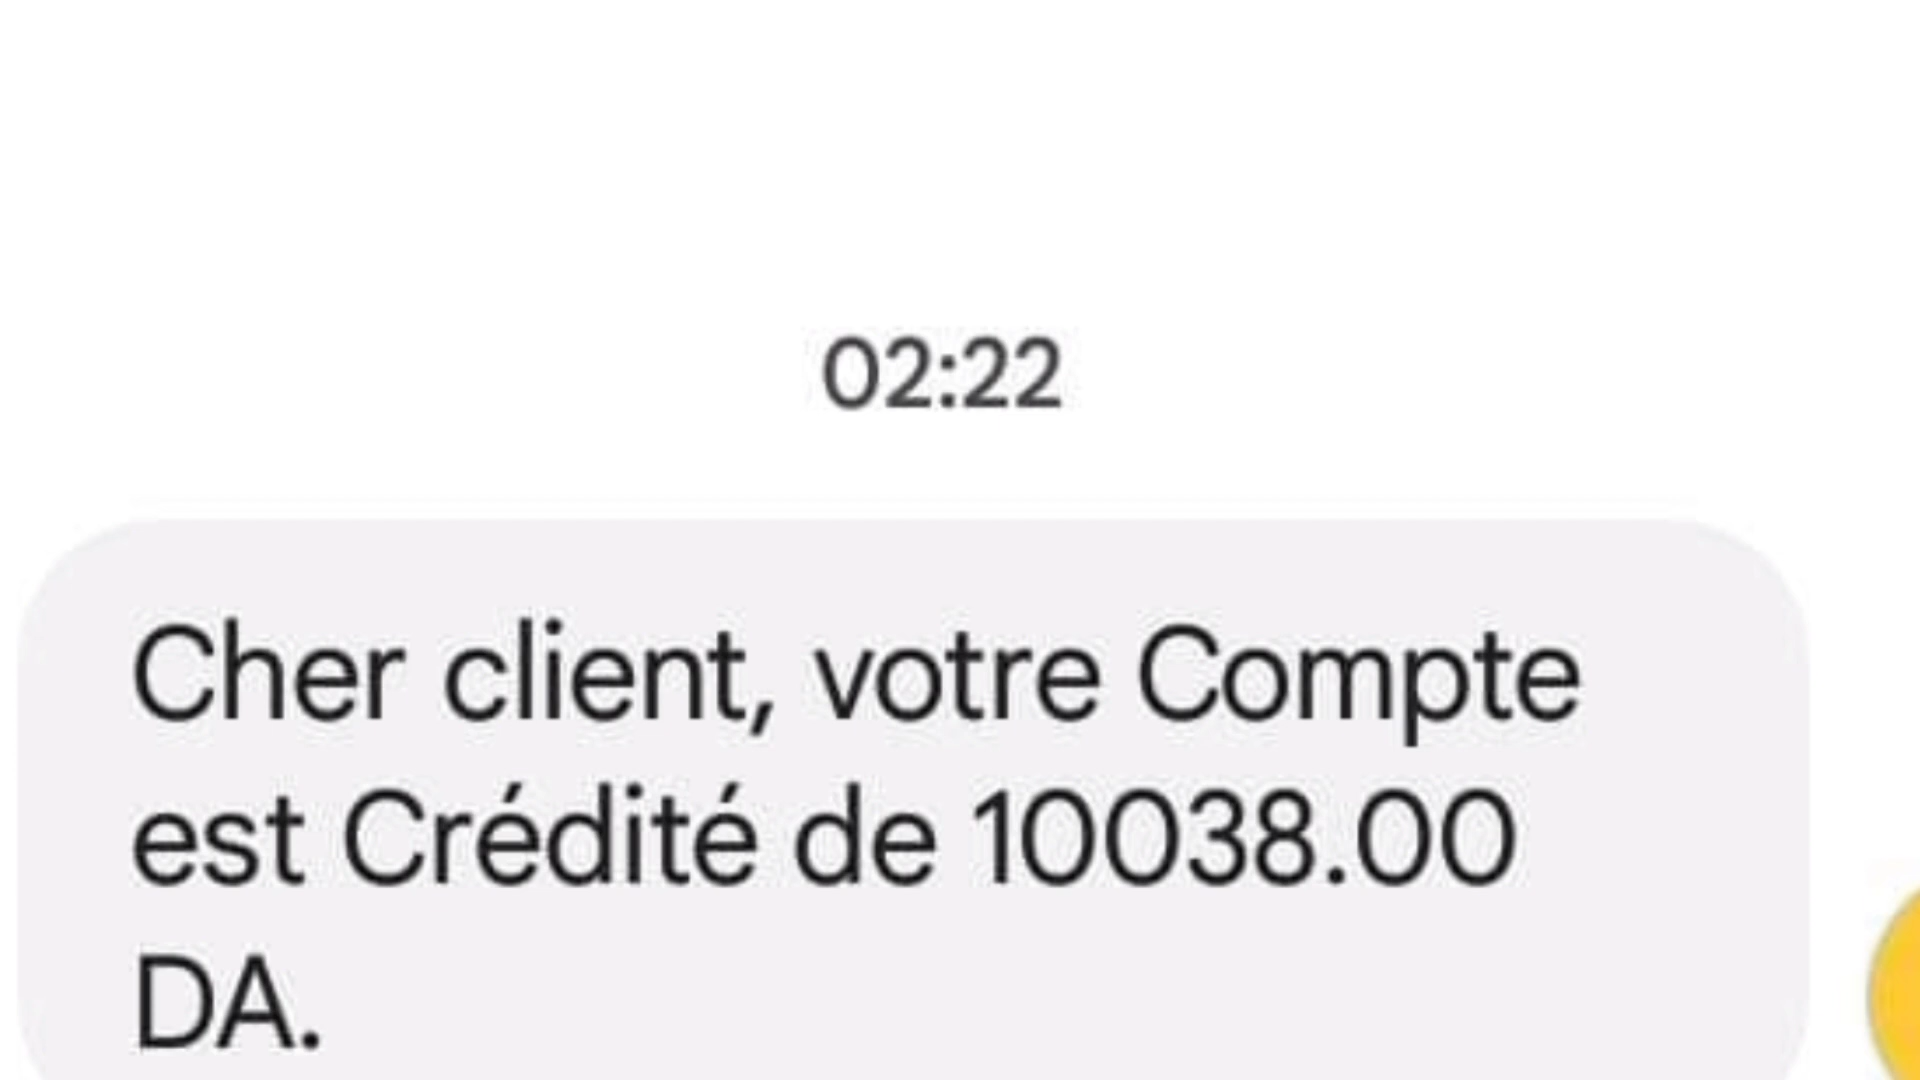 02:22
Cher client, votre Compte
est Crédité de 10038.00
DA.